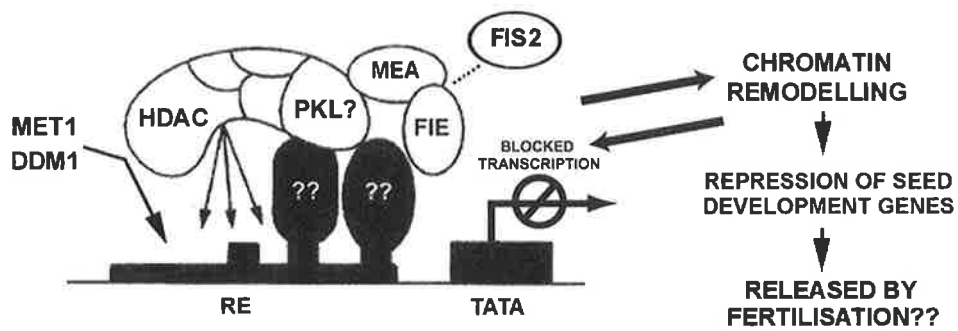 FIS2
MEA
HDAC
PKL?
FIE
MET1
DDM1
??
??
BLOCKED
TRANSCRIPTION
RE
TATA
CHROMATIN
REMODELLING
REPRESSION OF SEED
DEVELOPMENT GENES
RELEASED BY
FERTILISATION??